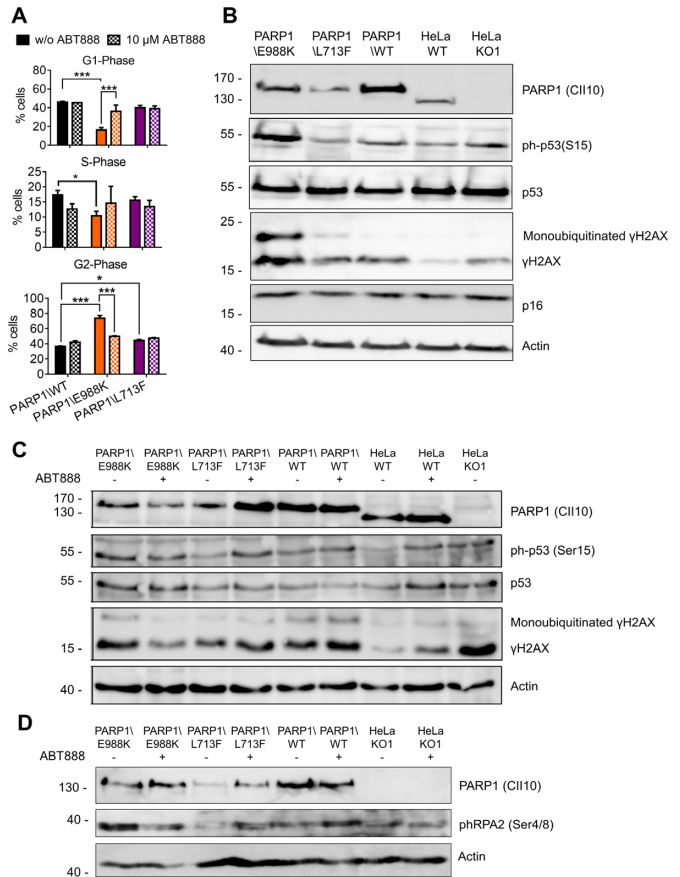 A
w/o ABT888 10 µM ABT888
G1-Phase
***
***
% cells
60
40
20
0
S-Phase
*
% cells
25
20
15
10
5
0
G2-Phase
*
***
***
% cells
100
80
60
40
20
0
PARP1\WT
PARP1\E988K
PARP1\L713F
B
PARP1 PARP1 PARP1 HeLa HeLa
\E988K \L713F \WT WT KO1
170 -
130 -
PARP1 (CII10)
55 -
ph-p53(S15)
55 -
p53
25 -
Monoubiquitinated γH2AX
15 -
γH2AX
p16
40 -
Actin
C
PARP1\ PARP1\ PARP1\ PARP1\ PARP1\ PARP1\ HeLa HeLa HeLa
E988K E988K L713F L713F WT WT WT WT KO1
ABT888 - + - + - + - + -
170 -
130 -
PARP1 (CII10)
55 -
ph-p53 (Ser15)
55 -
p53
Monoubiquitinated γH2AX
15 -
γH2AX
40 -
Actin
D
PARP1\ PARP1\ PARP1\ PARP1\ PARP1\ PARP1\ HeLa HeLa
E988K E988K L713F L713F WT WT KO1 KO1
ABT888 - + - + - + - +
130 -
PARP1 (CII10)
40 -
phRPA2 (Ser4/8)
Actin
40 -